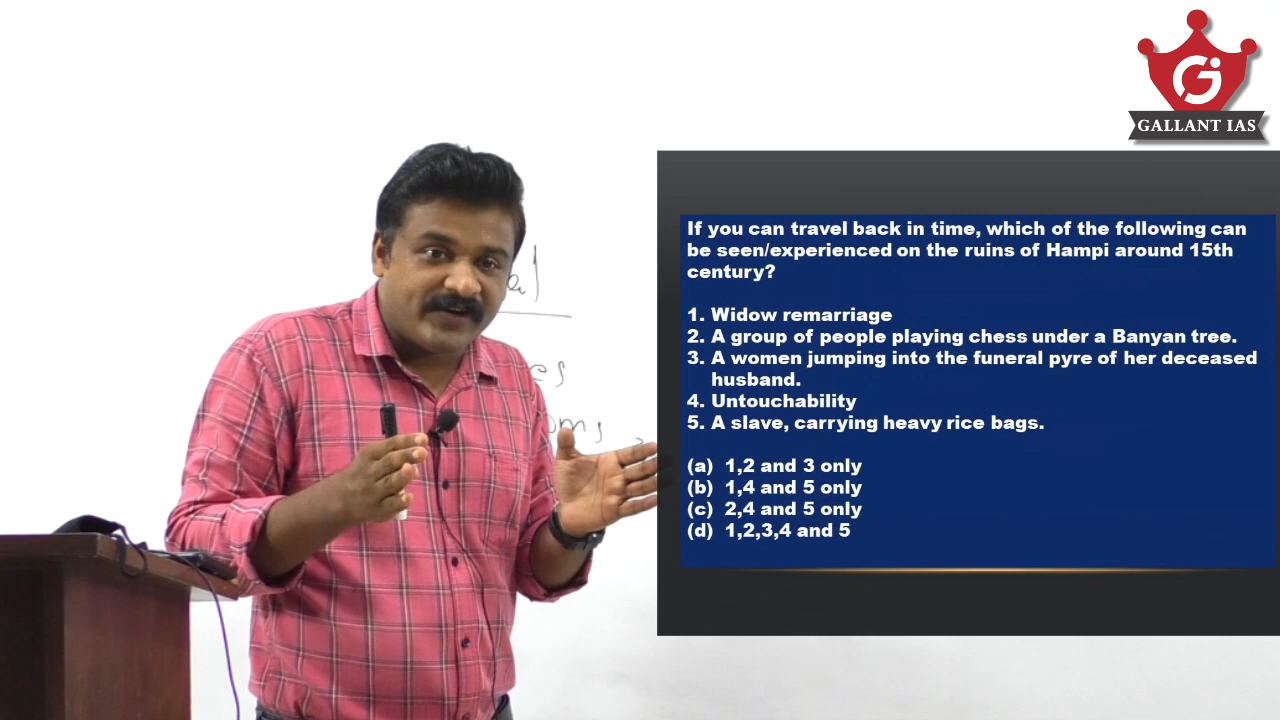 GALLANT IAS
If you can travel back in time, which of the following can
be seen/experienced on the ruins of Hampi around 15th
century?
1. Widow remarriage
2. A group of people playing chess under a Banyan tree.
3. A women jumping into the funeral pyre of her deceased
husband.
4. Untouchability
5. A slave, carrying heavy rice bags.
(a) 1,2 and 3 only
(b) 1,4 and 5 only
(c) 2,4 and 5 only
(d) 1,2,3,4 and 5